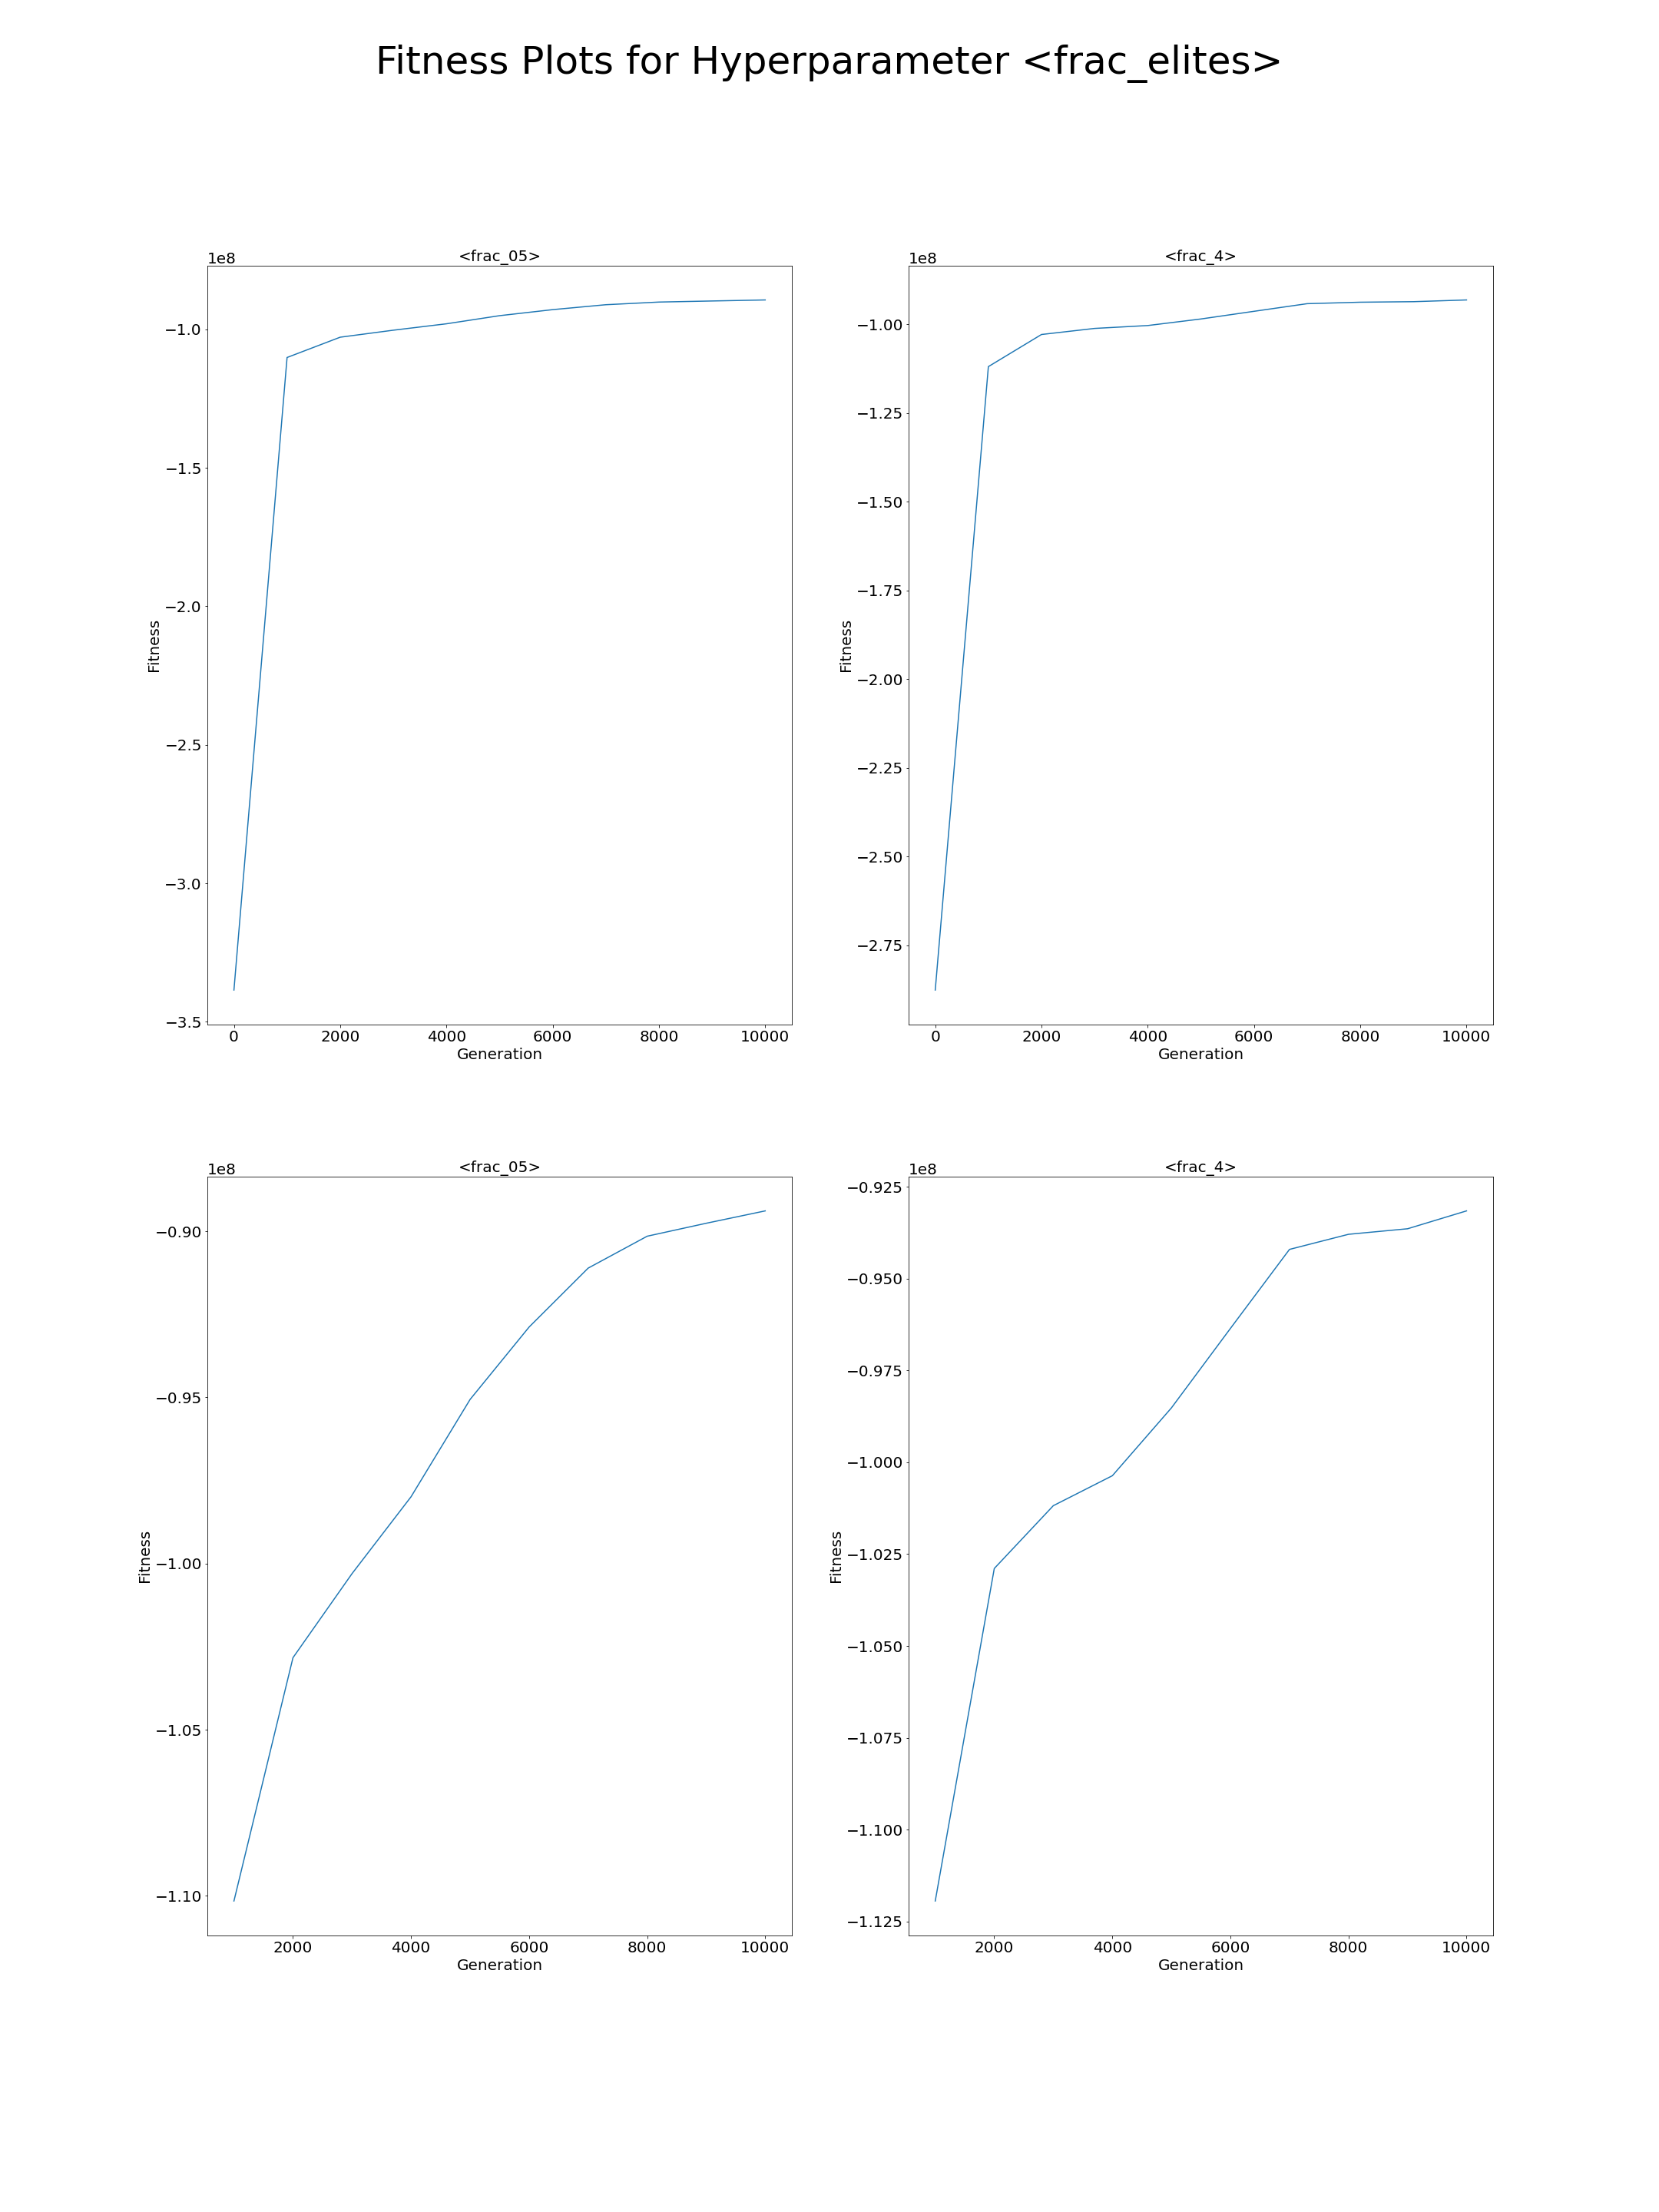 Fitness Plots for Hyperparameter <frac_elites>
1e8
<frac_05>
−1.0
−1.5
−2.0
−2.5
−3.0
−3.5
Fitness
0 2000 4000 6000 8000 10000
Generation
1e8
<frac_4>
−1.00
−1.25
−1.50
−1.75
−2.00
−2.25
−2.50
−2.75
Fitness
0 2000 4000 6000 8000 10000
Generation
1e8
<frac_05>
−0.90
−0.95
−1.00
−1.05
−1.10
Fitness
2000 4000 6000 8000 10000
Generation
1e8
<frac_4>
−0.925
−0.950
−0.975
−1.000
−1.025
−1.050
−1.075
−1.100
−1.125
Fitness
2000 4000 6000 8000 10000
Generation